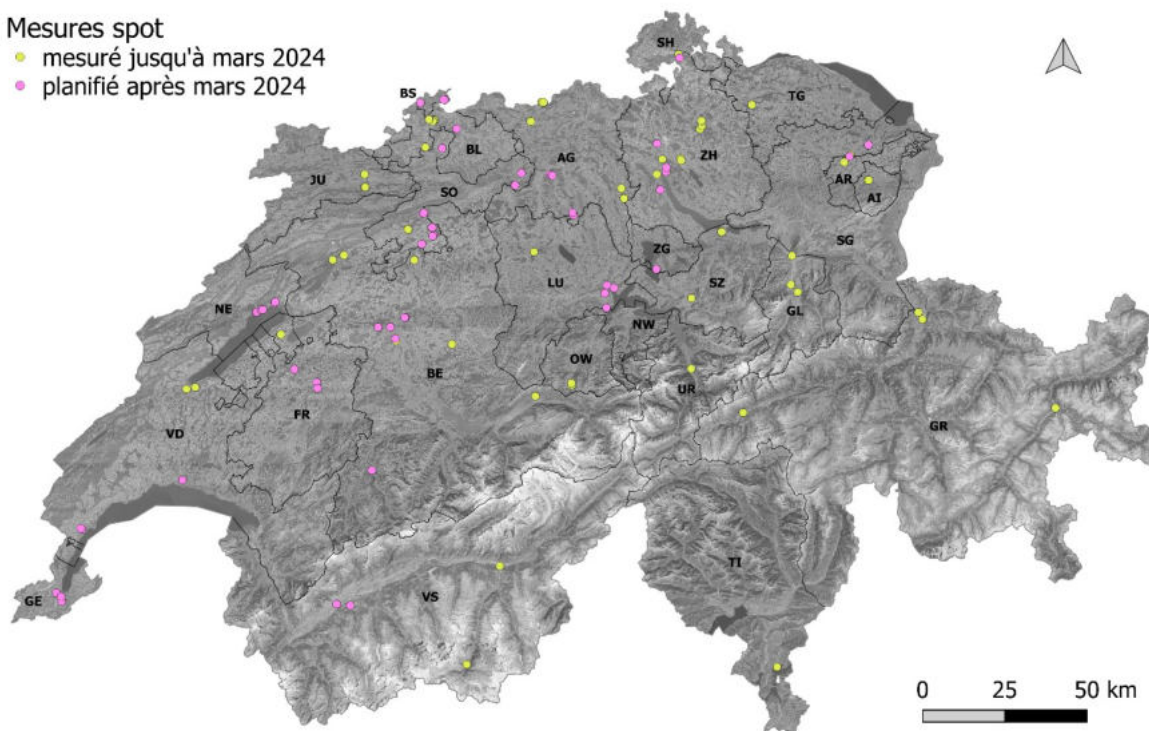 Mesures spot
mesuré jusqu'à mars 2024
planifié après mars 2024
SH
BS
TG
BL
AG
ZH
JU
SO
AR
AI
SG
ZG
LU
SZ
NE
GL
NW
OW
BE
UR
FR
GR
VD
TI
VS
GE
0 25 50 km